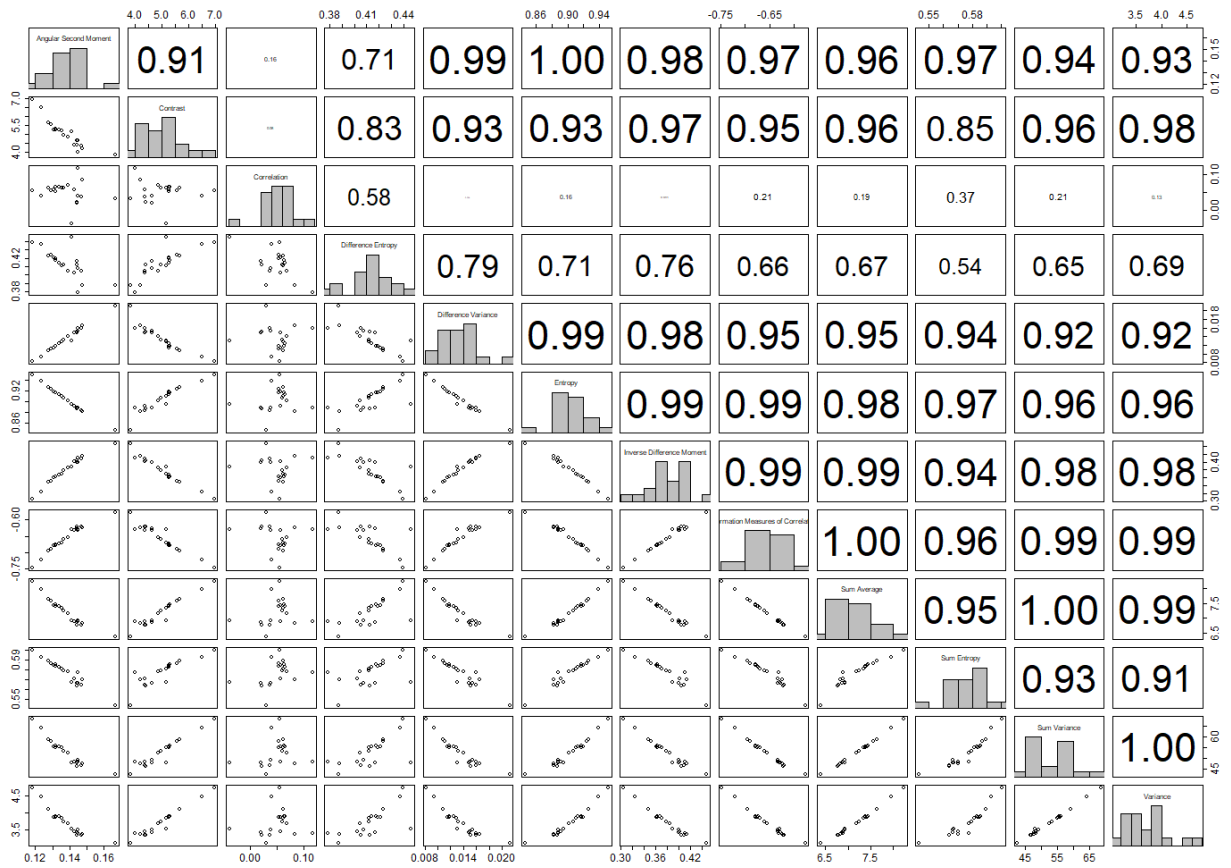 4.0 5.5 7.0 0.38 0.41 0.44 0.86 0.90 0.94 -0.75 -0.65 0.55 0.58 3.5 4.5
Angular Second Moment 0.91 0.16 0.71 0.99 1.00 0.98 0.97 0.96 0.97 0.94 0.93 0.12 0.15
4.0 5.5 7.0 Contrast 0.83 0.93 0.93 0.97 0.95 0.96 0.85 0.96 0.98
Correlation 0.58 0.16 0.21 0.19 0.37 0.21 0.13 0.00 0.10
0.38 0.42 Difference Entropy 0.79 0.71 0.76 0.66 0.67 0.54 0.65 0.69
Difference Variance 0.99 0.98 0.95 0.95 0.94 0.92 0.92 0.008 0.018
0.86 0.92 Entropy 0.99 0.99 0.98 0.97 0.96 0.96
Inverse Difference Moment 0.99 0.99 0.94 0.98 0.98 0.30 0.40
-0.75 -0.60 rmation Measures of Correla 1.00 0.96 0.99 0.99
Sum Average 0.95 1.00 0.99 6.5 7.5
0.55 0.59 Sum Entropy 0.93 0.91
Sum Variance 1.00 45 60
3.5 4.5 Variance
0.12 0.14 0.16 0.00 0.10 0.008 0.014 0.020 0.30 0.36 0.42 6.5 7.5 45 55 65